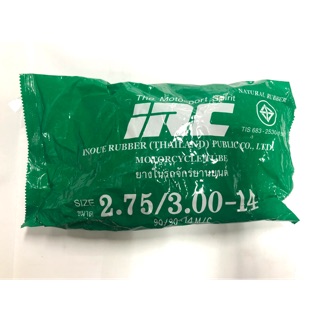 The Moto-sport Spirit
NATURAL RUBBER
IRC
INOUE RUBBER (THAILAND) PUBLIC CO., LTD.
MOTORCYCLE TUBE
ยางในรถจักรยานยนต์
SIZE
ขนาด
2.75/3.00-14
90/90-14 M/C